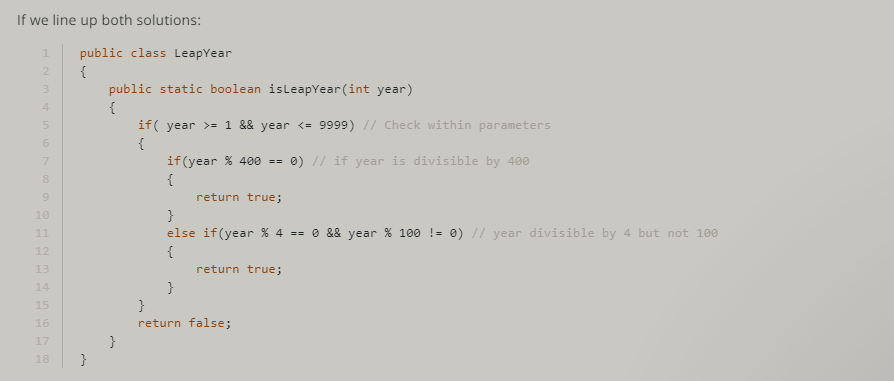 If we line up both solutions:
1 public class LeapYear
2 {
3 public static boolean isLeapYear(int year)
4 {
5 if( year >= 1 && year <= 9999) // Check within parameters
6 {
7 if(year % 400 == 0) // if year is divisible by 400
8 {
9 return true;
10 }
11 else if(year % 4 == 0 && year % 100 != 0) // year divisible by 4 but not 100
12 {
13 return true;
14 }
15 }
16 return false;
17 }
18 }